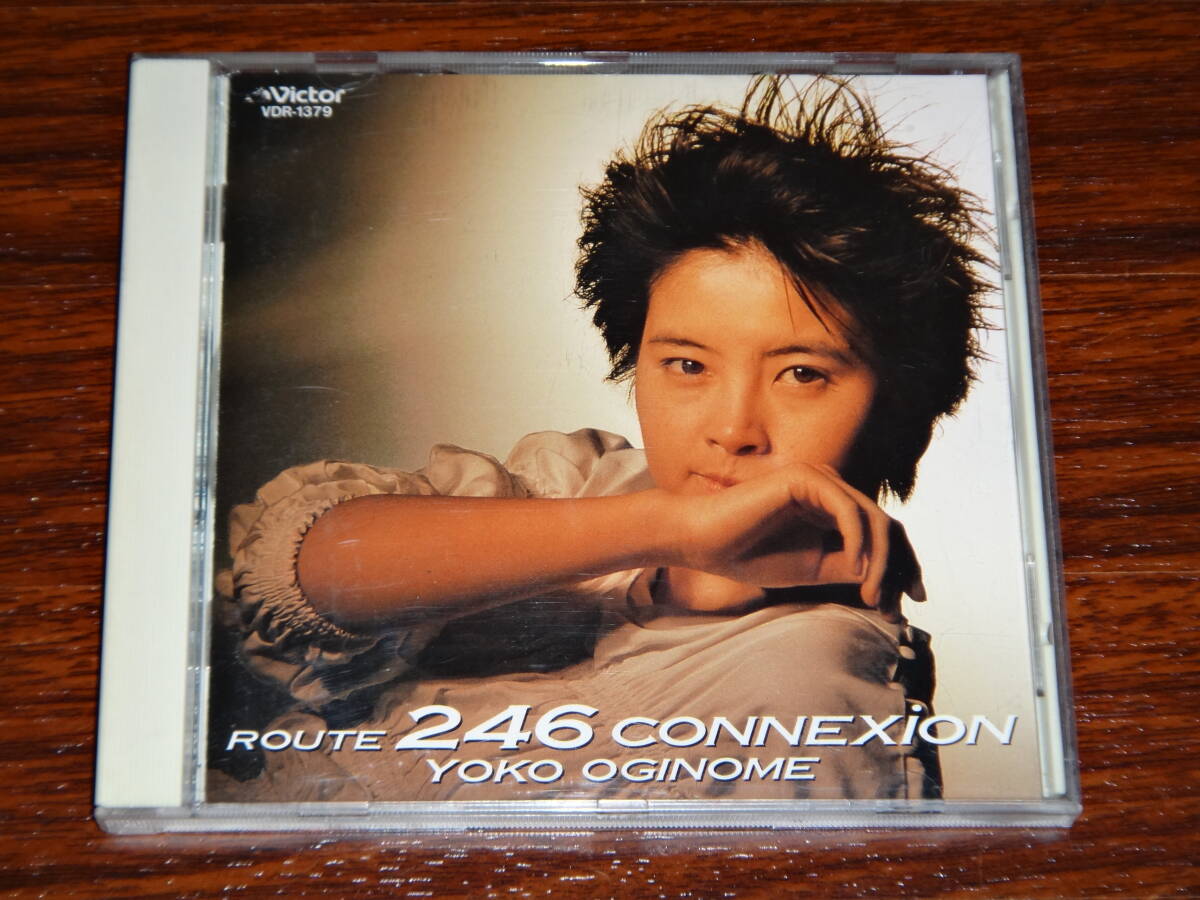 Victor
VDR-1379
ROUTE 246 CONNEXiON
YOKO OGINOME